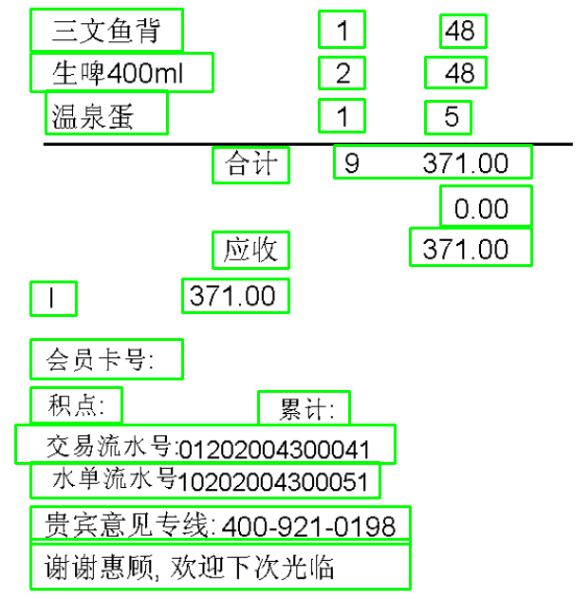 三文鱼背 1 48
生啤400ml 2 48
温泉蛋 1 5
合计 9 371.00
0.00
应收 371.00
I 371.00
会员卡号:
积点: 累计:
交易流水号:01202004300041
水单流水号10202004300051
贵宾意见专线: 400-921-0198
谢谢惠顾, 欢迎下次光临